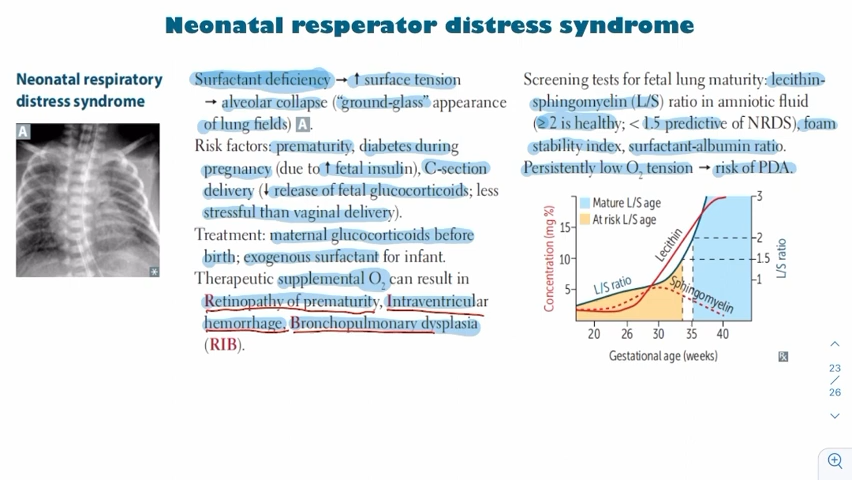 Neonatal resperator distress syndrome
Neonatal respiratory
distress syndrome
A
Surfactant deficiency → ↑ surface tension
→ alveolar collapse (“ground-glass” appearance
of lung fields) A.
Risk factors: prematurity, diabetes during
pregnancy (due to ↑ fetal insulin), C-section
delivery (↓ release of fetal glucocorticoids; less
stressful than vaginal delivery).
Treatment: maternal glucocorticoids before
birth; exogenous surfactant for infant.
Therapeutic supplemental O₂ can result in
Retinopathy of prematurity, Intraventricular
hemorrhage, Bronchopulmonary dysplasia
(RIB).
Screening tests for fetal lung maturity: lecithin-
sphingomyelin (L/S) ratio in amniotic fluid
(≥ 2 is healthy; < 1.5 predictive of NRDS), foam
stability index, surfactant-albumin ratio.
Persistently low O₂ tension → risk of PDA.
Mature L/S age
At risk L/S age
Concentration (mg %)
15
10
5
L/S ratio
Lecithin
Sphingomyelin
3
2
1.5
1
L/S ratio
20 26 30 35 40
Gestational age (weeks)
Rx
23
/
26